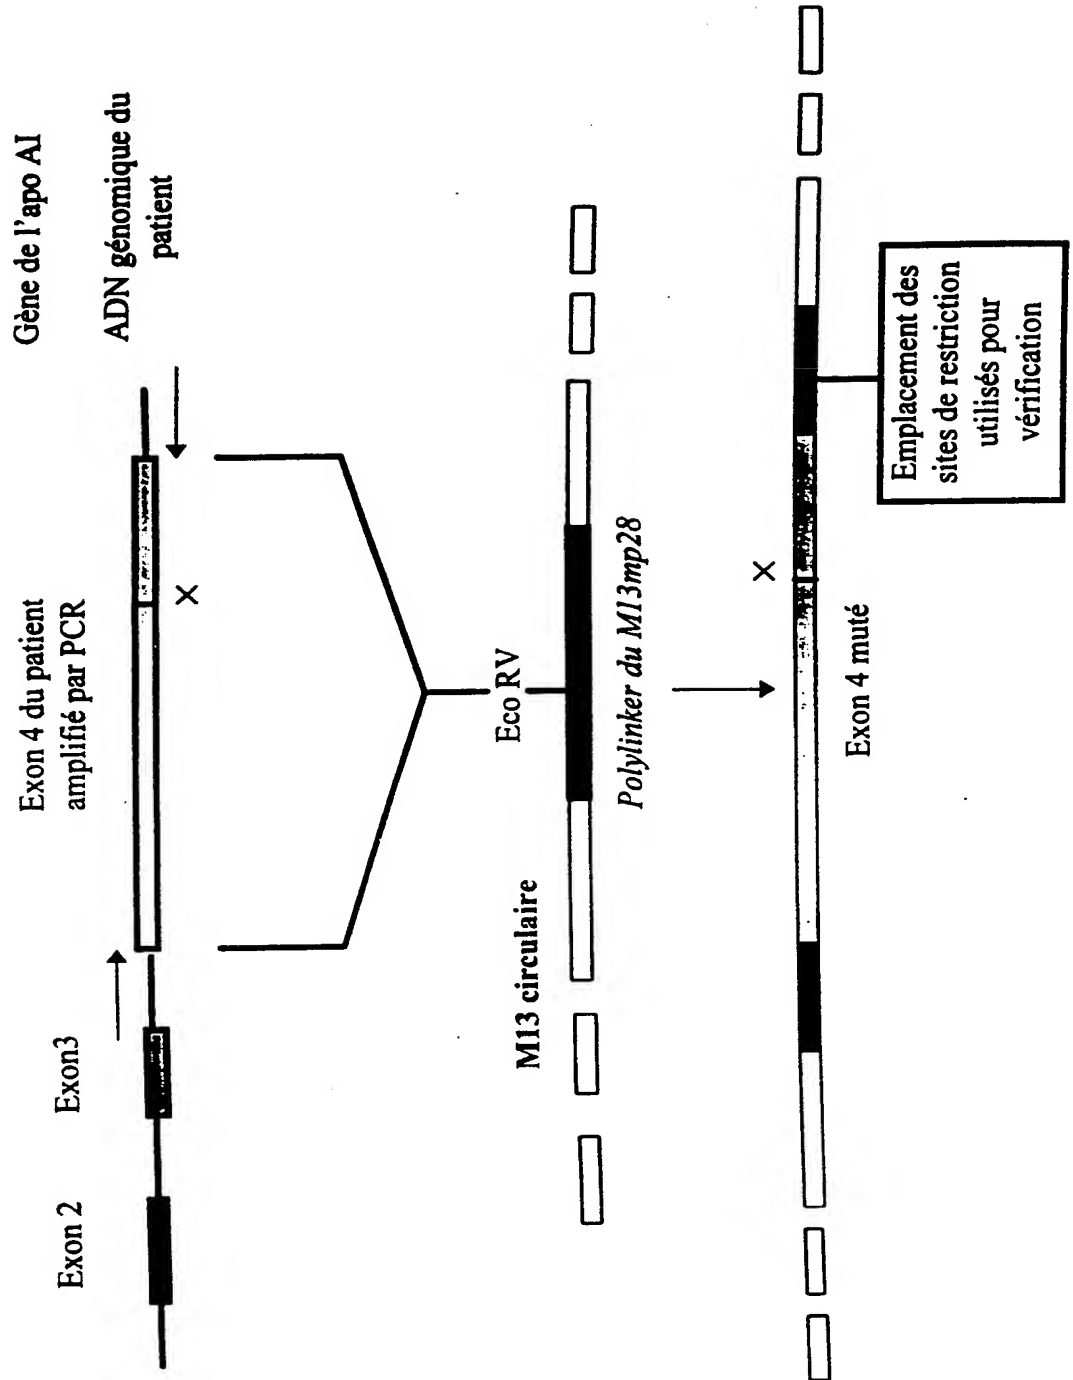 Gène de l'apo AI
Exon 4 du patient
amplifié par PCR
ADN génomique du
patient
Exon 2
Exon3
X
Eco RV
M13 circulaire
Polylinker du M13mp28
X
Exon 4 muté
Emplacement des
sites de restriction
utilisés pour
vérification